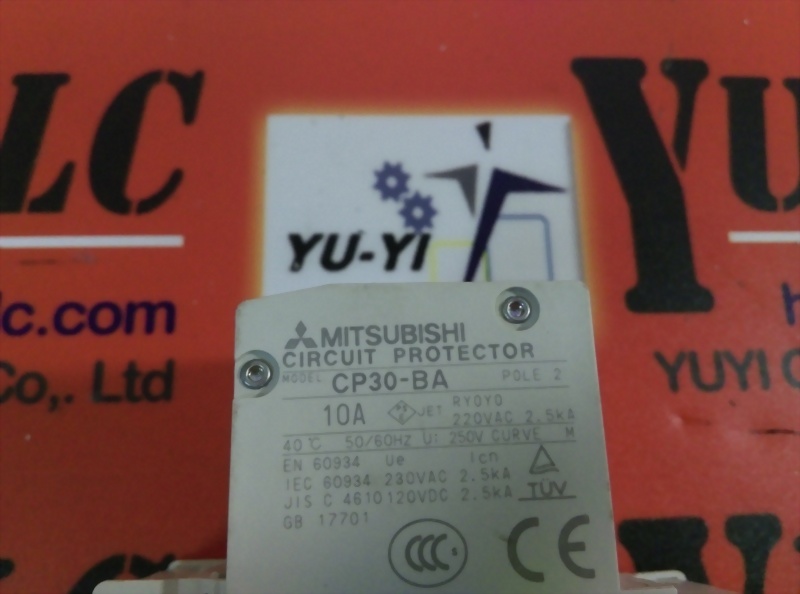 LC
YU
YU-YI
lc.com
h
Co,. Ltd
YUYI C
MITSUBISHI
CIRCUIT PROTECTOR
MODEL CP30-BA POLE 2
10A JET RYOYO
220VAC 2.5kA
40℃ 50/60HZ Ui 250V CURVE M
EN 60934 Ue Icn
IEC 60934 230VAC 2.5kA
JIS C 4610 120VDC 2.5kA TÜV
GB 17701
CCC
CE
LC
YU